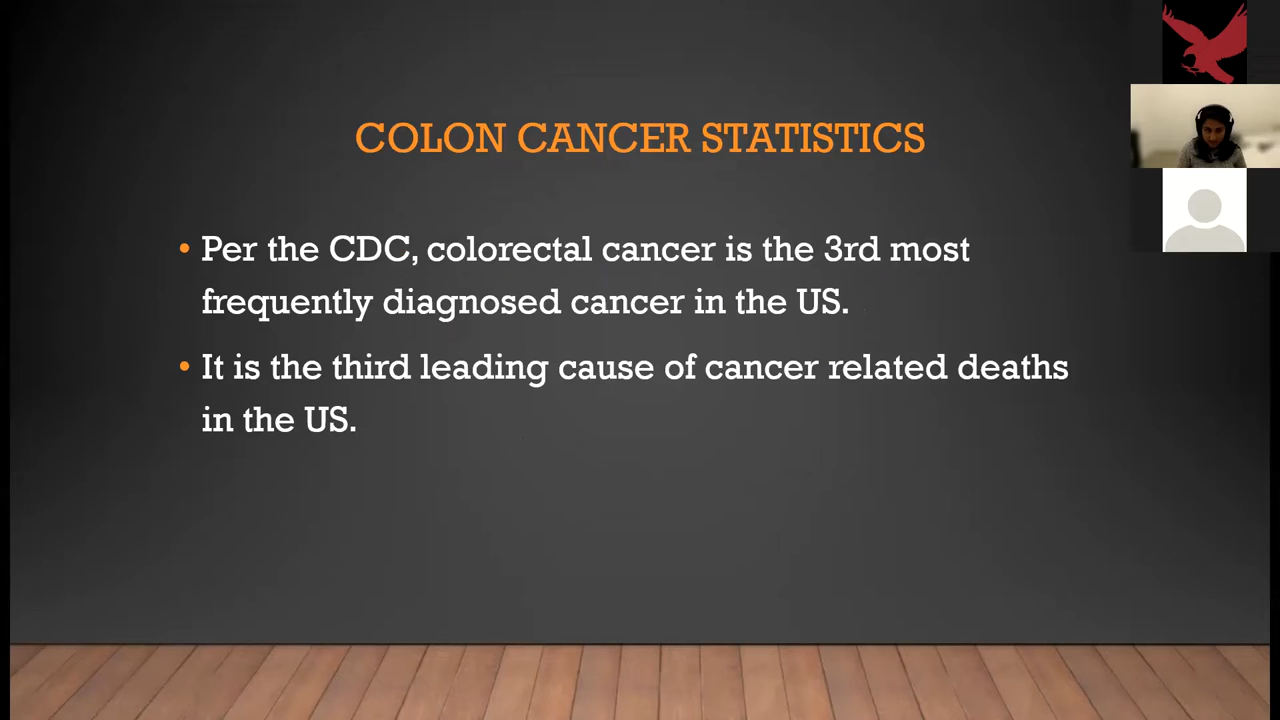 COLON CANCER STATISTICS
• Per the CDC, colorectal cancer is the 3rd most
frequently diagnosed cancer in the US.
• It is the third leading cause of cancer related deaths
in the US.